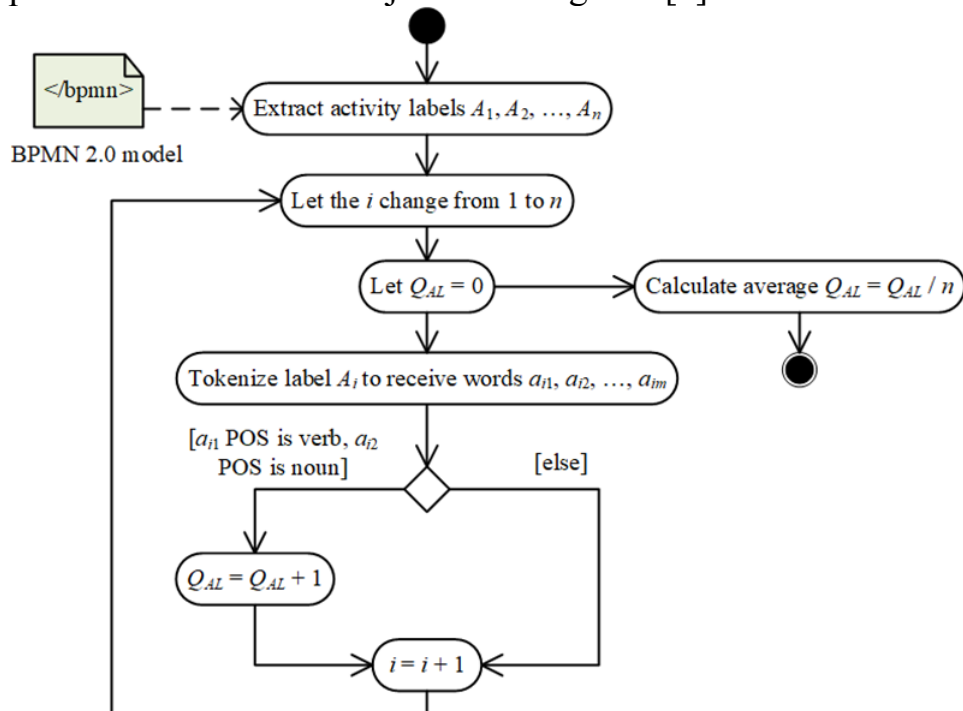 </bpmn>
BPMN 2.0 model
Extract activity labels A1, A2, …, An
Let the i change from 1 to n
Let QAL = 0
Calculate average QAL = QAL / n
Tokenize label Ai to receive words ai1, ai2, …, aim
[ai1 POS is verb, ai2
POS is noun]
[else]
QAL = QAL + 1
i = i + 1